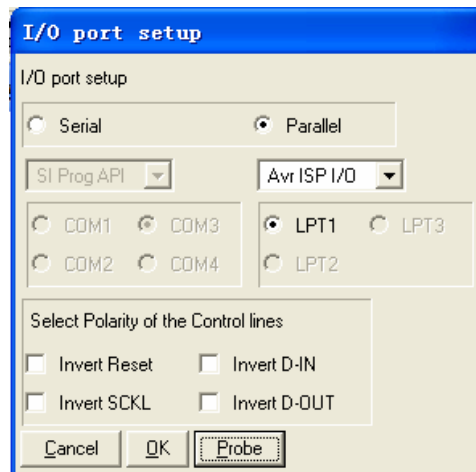 I/O port setup
I/O port setup
Serial Parallel
SI Prog API Avr ISP I/O
COM1 COM3 LPT1 LPT3
COM2 COM4 LPT2
Select Polarity of the Control lines
Invert Reset Invert D-IN
Invert SCKL Invert D-OUT
Cancel OK Probe